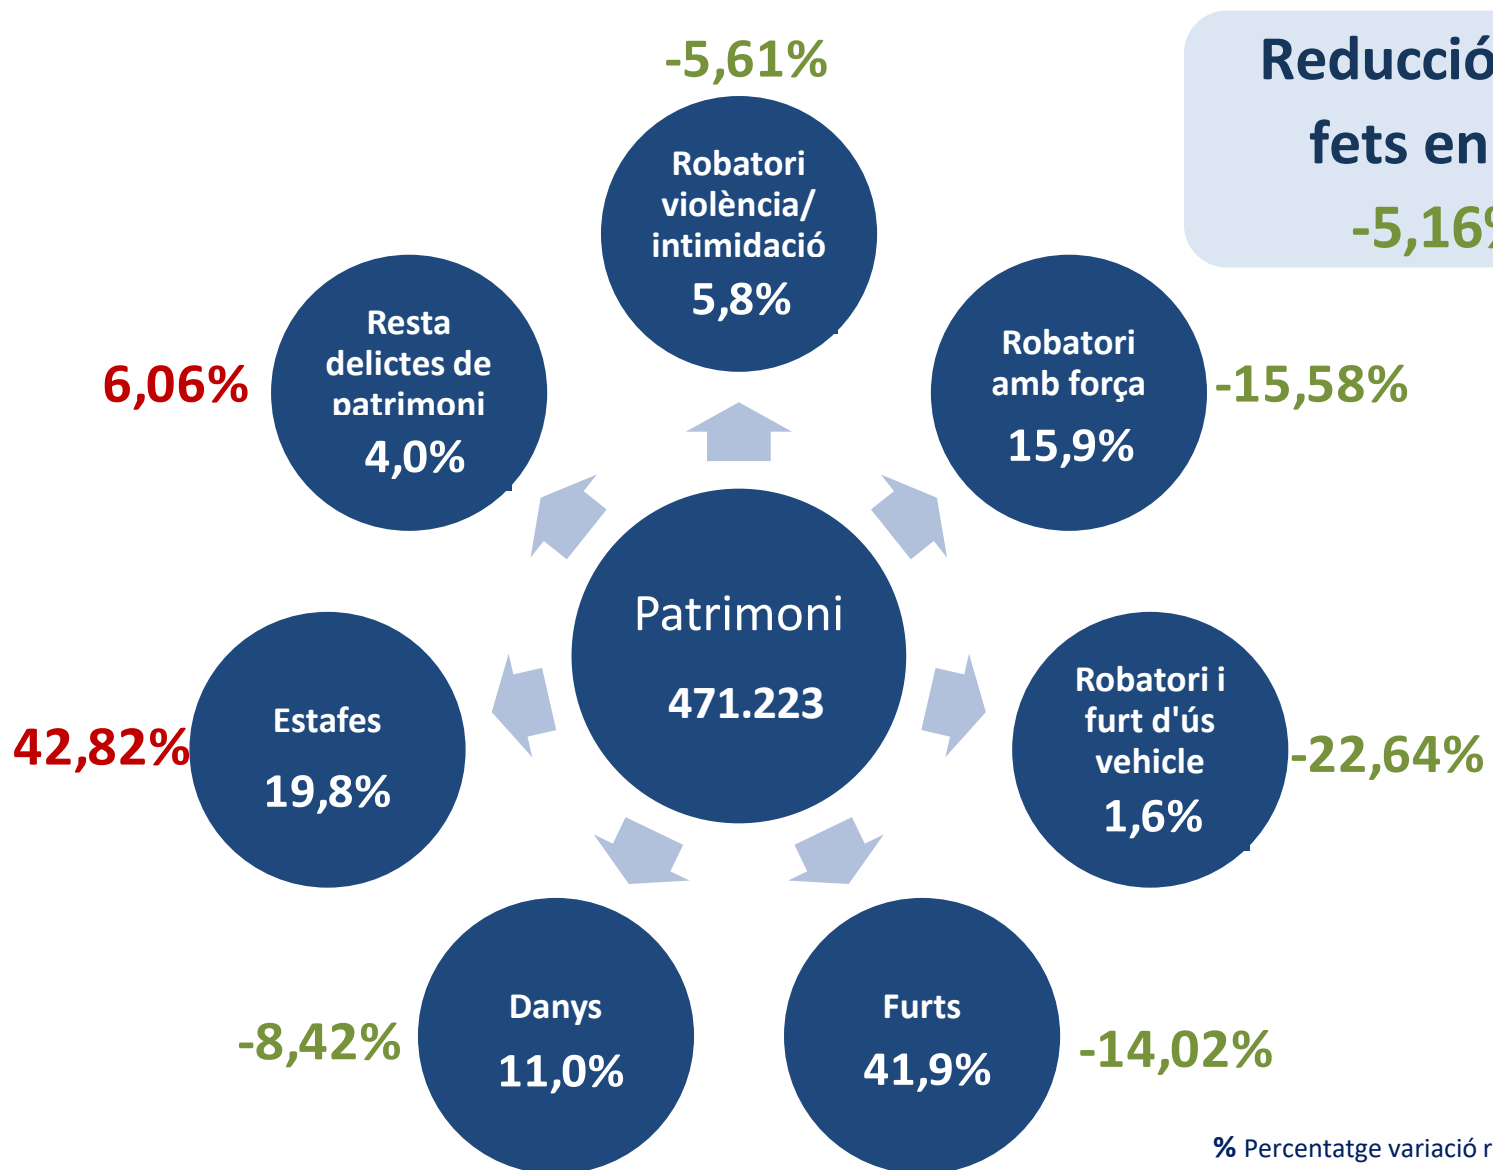 -5,61%
Reducció
fets en
-5,16%
Robatori
violència/
intimidació
5,8%
Resta
delictes de
patrimoni
4,0%
6,06%
Robatori
amb força
15,9%
-15,58%
Patrimoni
471.223
Estafes
19,8%
42,82%
Robatori i
furt d'ús
vehicle
1,6%
-22,64%
Danys
11,0%
-8,42%
Furts
41,9%
-14,02%
% Percentatge variació